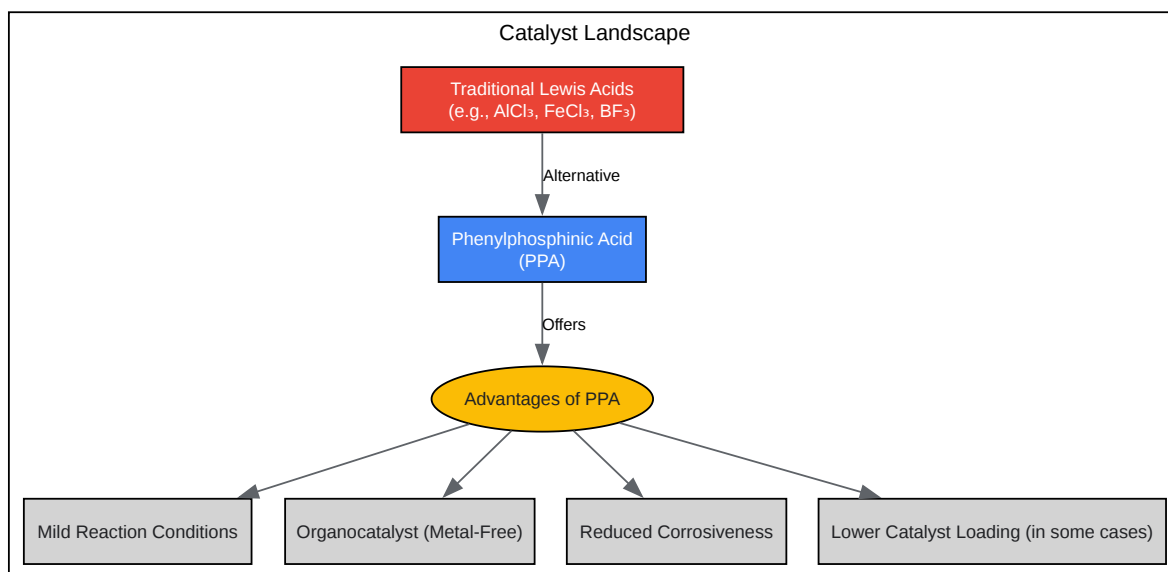 Catalyst Landscape
Traditional Lewis Acids
(e.g., AlCl₃, FeCl₃, BF₃)
Alternative
Phenylphosphinic Acid
(PPA)
Offers
Advantages of PPA
Mild Reaction Conditions
Organocatalyst (Metal-Free)
Reduced Corrosiveness
Lower Catalyst Loading (in some cases)